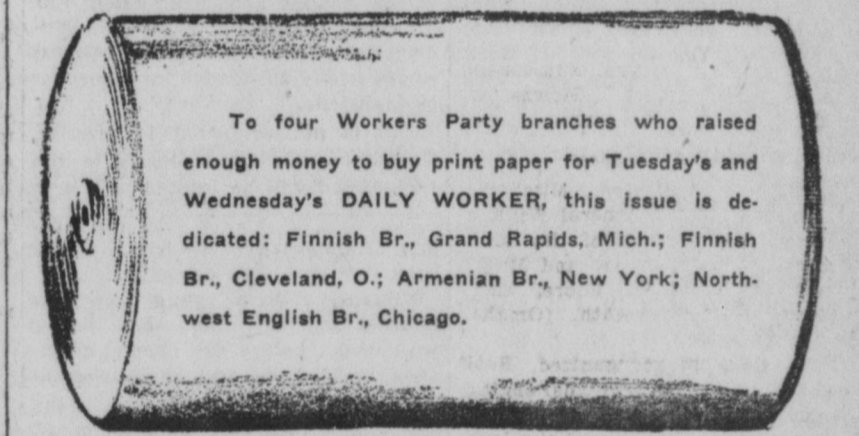 To four Workers Party branches who raised
enough money to buy print paper for Tuesday's and
Wednesday's DAILY WORKER, this issue is de-
dicated: Finnish Br., Grand Rapids, Mich.; Finnish
Br., Cleveland, O.; Armenian Br., New York; North-
west English Br., Chicago.